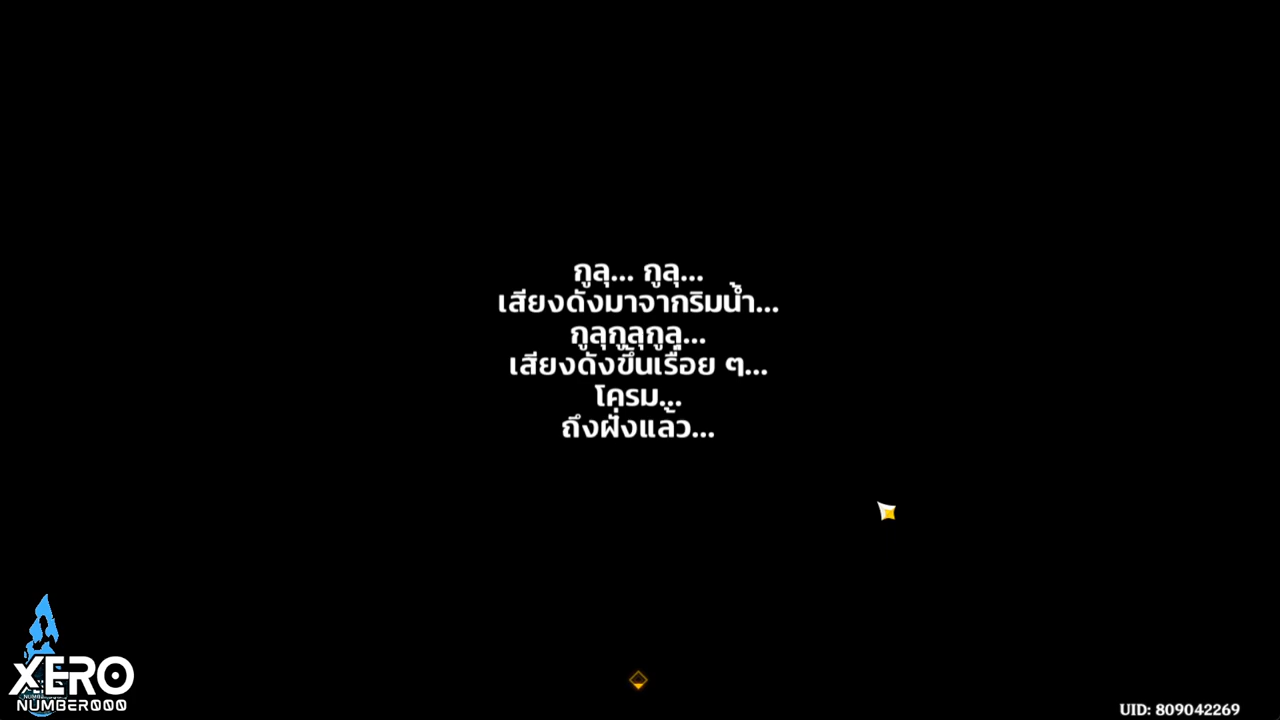 กูลุ... กูลุ...
เสียงดังมาจากริมน้ำ...
กูลุกูลุกูลุ...
เสียงดังขึ้นเรื่อย ๆ...
โครม...
ถึงฝั่งแล้ว...
XERO
NUMBER000
UID: 809042269